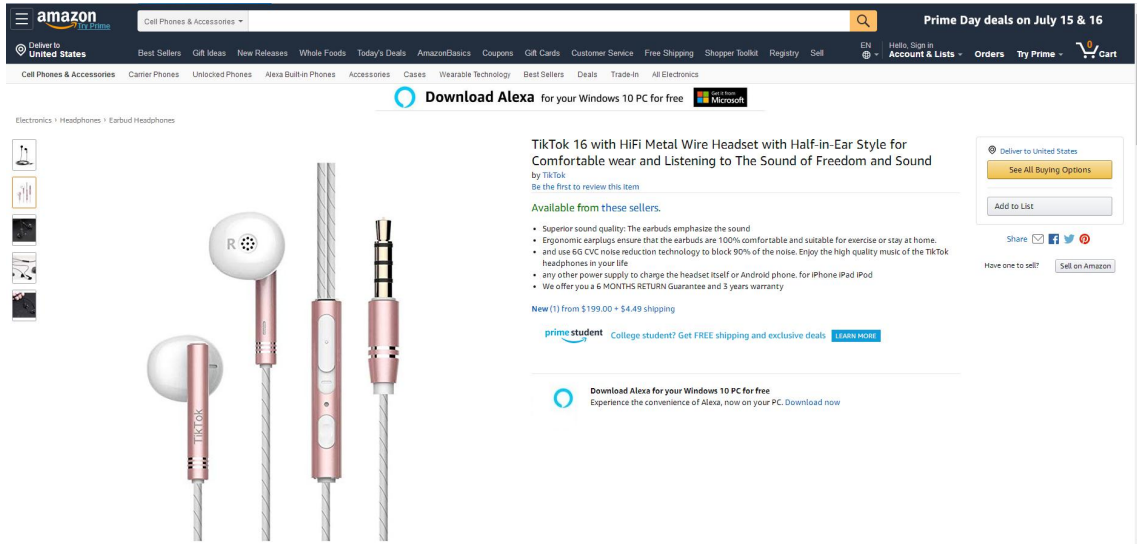 amazon
Try Prime
Cell Phones & Accessories
Prime Day deals on July 15 & 16
Deliver to
United States
Best Sellers Gift Ideas New Releases Whole Foods Today's Deals AmazonBasics Coupons Gift Cards Customer Service Free Shipping Shopper Toolkit Registry Sell
EN
Hello, Sign in
Account & Lists
Orders
Try Prime
0
Cart
Cell Phones & Accessories Carrier Phones Unlocked Phones Alexa Built-in Phones Accessories Cases Wearable Technology Best Sellers Deals Trade-In All Electronics
Download Alexa for your Windows 10 PC for free
Get it from
Microsoft
Electronics › Headphones › Earbud Headphones
TikTok 16 with HiFi Metal Wire Headset with Half-in-Ear Style for
Comfortable wear and Listening to The Sound of Freedom and Sound
by TikTok
Be the first to review this item
Available from these sellers.
• Superior sound quality: The earbuds emphasize the sound
• Ergonomic earplugs ensure that the earbuds are 100% comfortable and suitable for exercise or stay at home.
• and use 6G CVC noise reduction technology to block 90% of the noise. Enjoy the high quality music of the TikTok
headphones in your life
• any other power supply to charge the headset itself or Android phone. for iPhone iPad iPod
• We offer you a 6 MONTHS RETURN Guarantee and 3 years warranty
New (1) from $199.00 + $4.49 shipping
prime student
College student? Get FREE shipping and exclusive deals
LEARN MORE
Download Alexa for your Windows 10 PC for free
Experience the convenience of Alexa, now on your PC. Download now
Deliver to United States
See All Buying Options
Add to List
Share
Have one to sell?
Sell on Amazon
R
TikTok